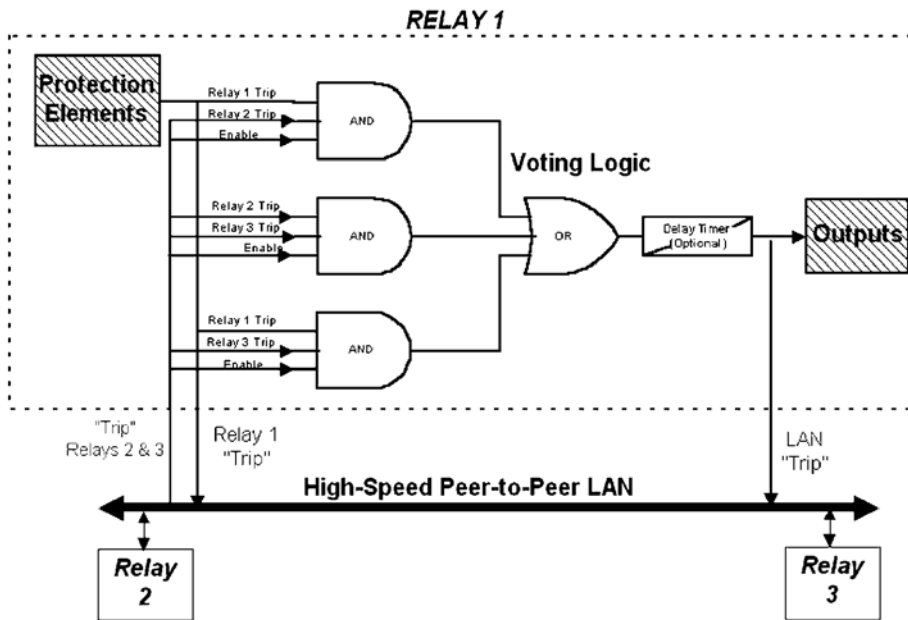 RELAY 1
Protection
Elements
Relay 1 Trip
Relay 2 Trip
Enable
AND
Voting Logic
Relay 2 Trip
Relay 3 Trip
Enable
AND
OR
Delay Timer
(Optional)
Outputs
Relay 1 Trip
Relay 3 Trip
Enable
AND
"Trip"
Relays 2 & 3
Relay 1
"Trip"
LAN
"Trip"
High-Speed Peer-to-Peer LAN
Relay
2
Relay
3